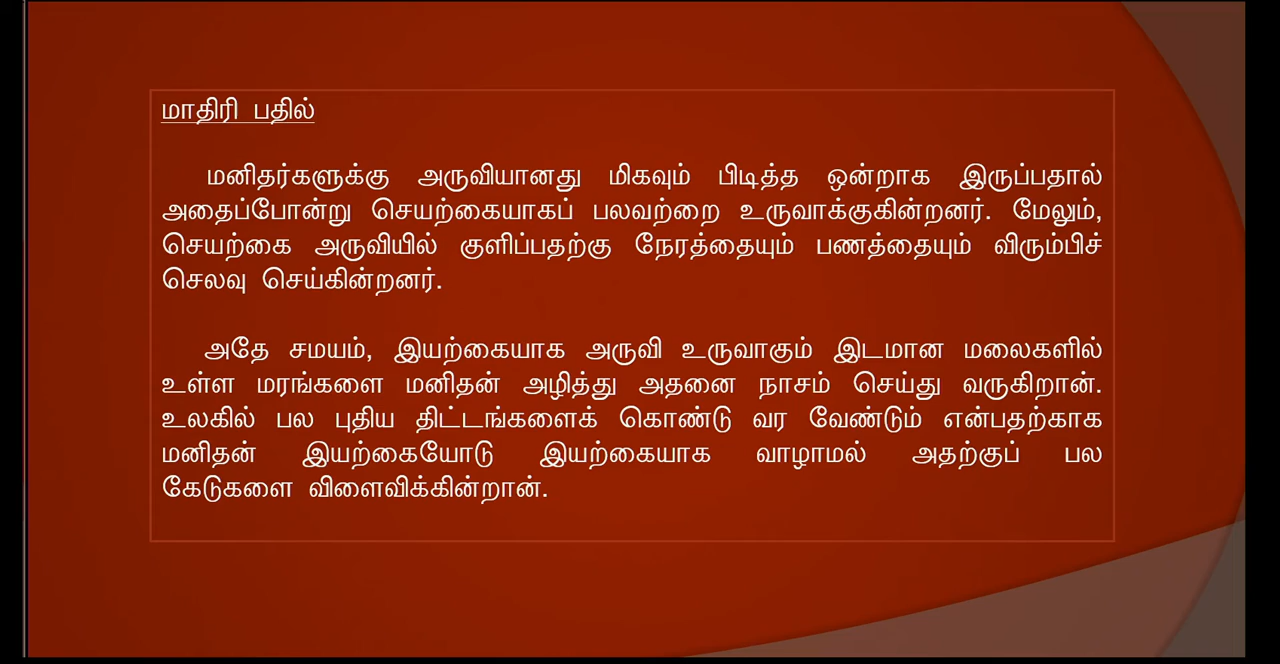 மாதிரி பதில்
மனிதர்களுக்கு அருவியானது மிகவும் பிடித்த ஒன்றாக இருப்பதால்
அதைப்போன்று செயற்கையாகப் பலவற்றை உருவாக்குகின்றனர். மேலும்,
செயற்கை அருவியில் குளிப்பதற்கு நேரத்தையும் பணத்தையும் விரும்பிச்
செலவு செய்கின்றனர்.
அதே சமயம், இயற்கையாக அருவி உருவாகும் இடமான மலைகளில்
உள்ள மரங்களை மனிதன் அழித்து அதனை நாசம் செய்து வருகிறான்.
உலகில் பல புதிய திட்டங்களைக் கொண்டு வர வேண்டும் என்பதற்காக
மனிதன் இயற்கையோடு இயற்கையாக வாழாமல் அதற்குப் பல
கேடுகளை விளைவிக்கின்றான்.